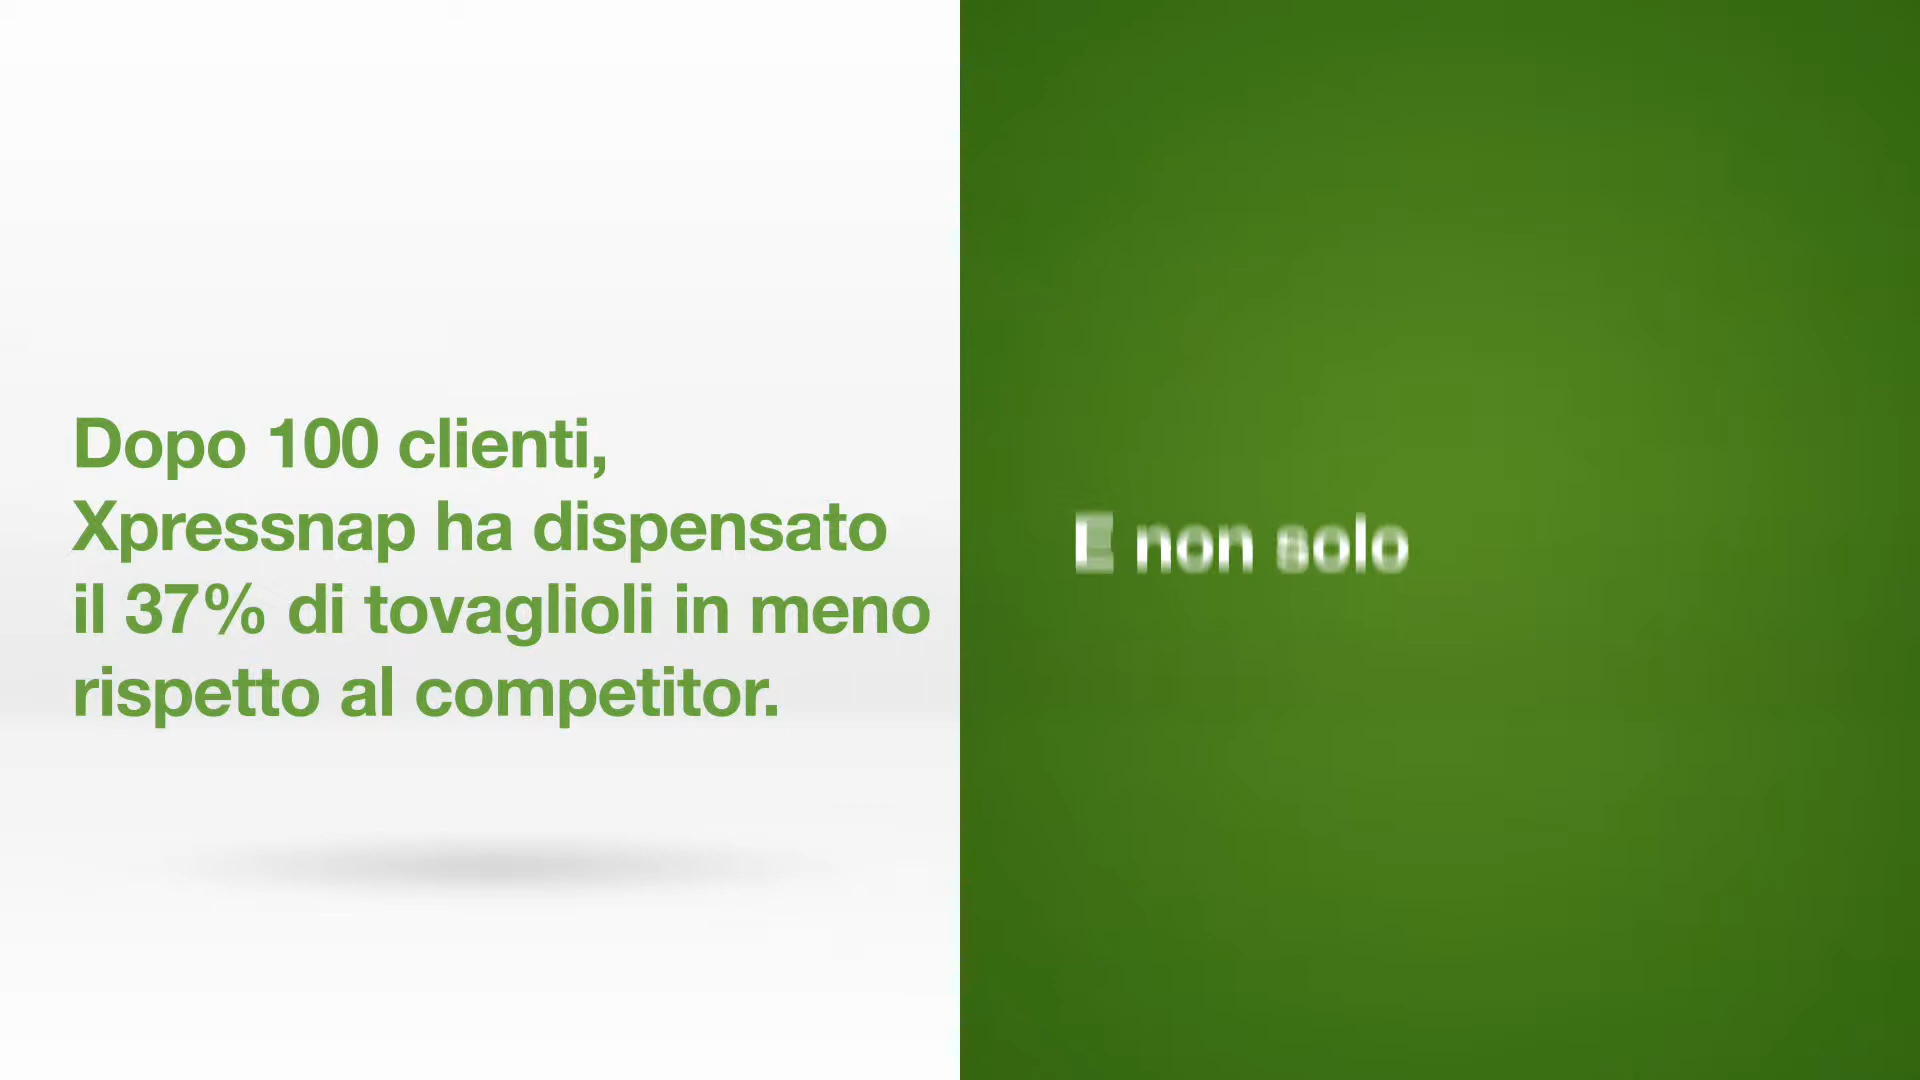 Dopo 100 clienti,
Xpressnap ha dispensato
il 37% di tovaglioli in meno
rispetto al competitor.
E non solo